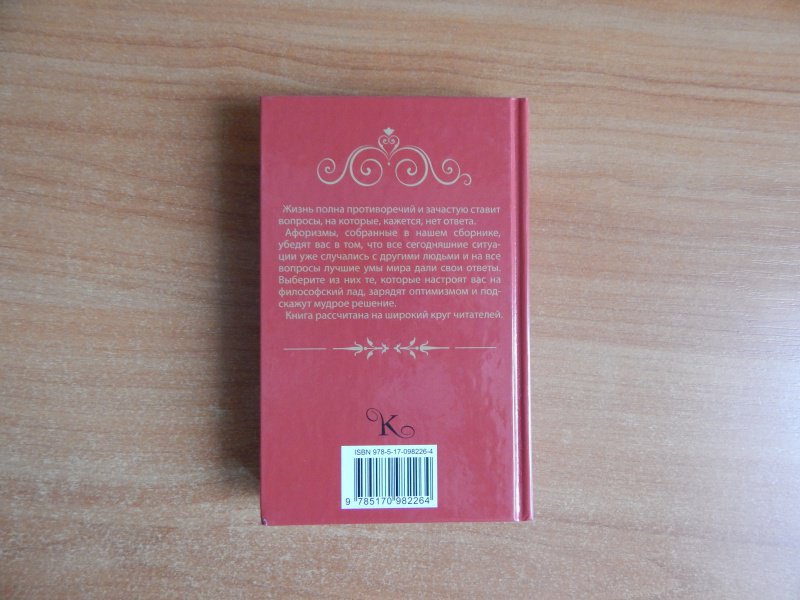 Жизнь полна противоречий и зачастую ставит
вопросы, на которые, кажется, нет ответа.
Афоризмы, собранные в нашем сборнике,
убедят вас в том, что все сегодняшние ситуа-
ции уже случались с другими людьми и на все
вопросы лучшие умы мира дали свои ответы.
Выберите из них те, которые настроят вас на
философский лад, зарядят оптимизмом и под-
скажут мудрое решение.
Книга рассчитана на широкий круг читателей.
К
ISBN 978-5-17-098226-4
9 785170 982264